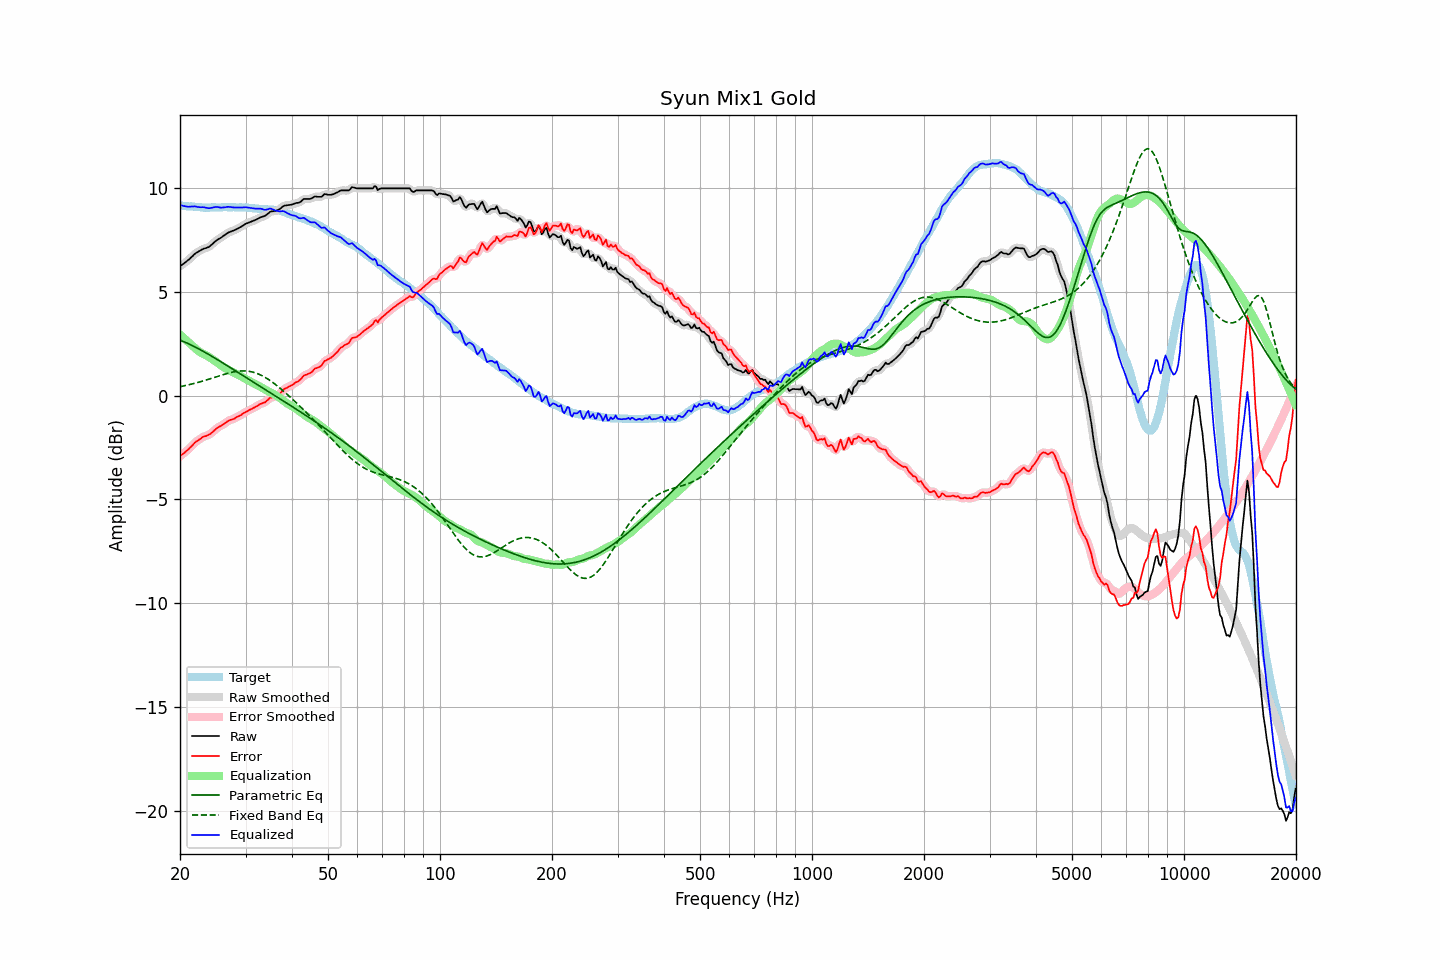 Syun Mix1 Gold
10
5
0
−5
−10
−15
−20
Amplitude (dBr)
Target
Raw Smoothed
Error Smoothed
Raw
Error
Equalization
Parametric Eq
Fixed Band Eq
Equalized
20 50 100 200 500 1000 2000 5000 10000 20000
Frequency (Hz)